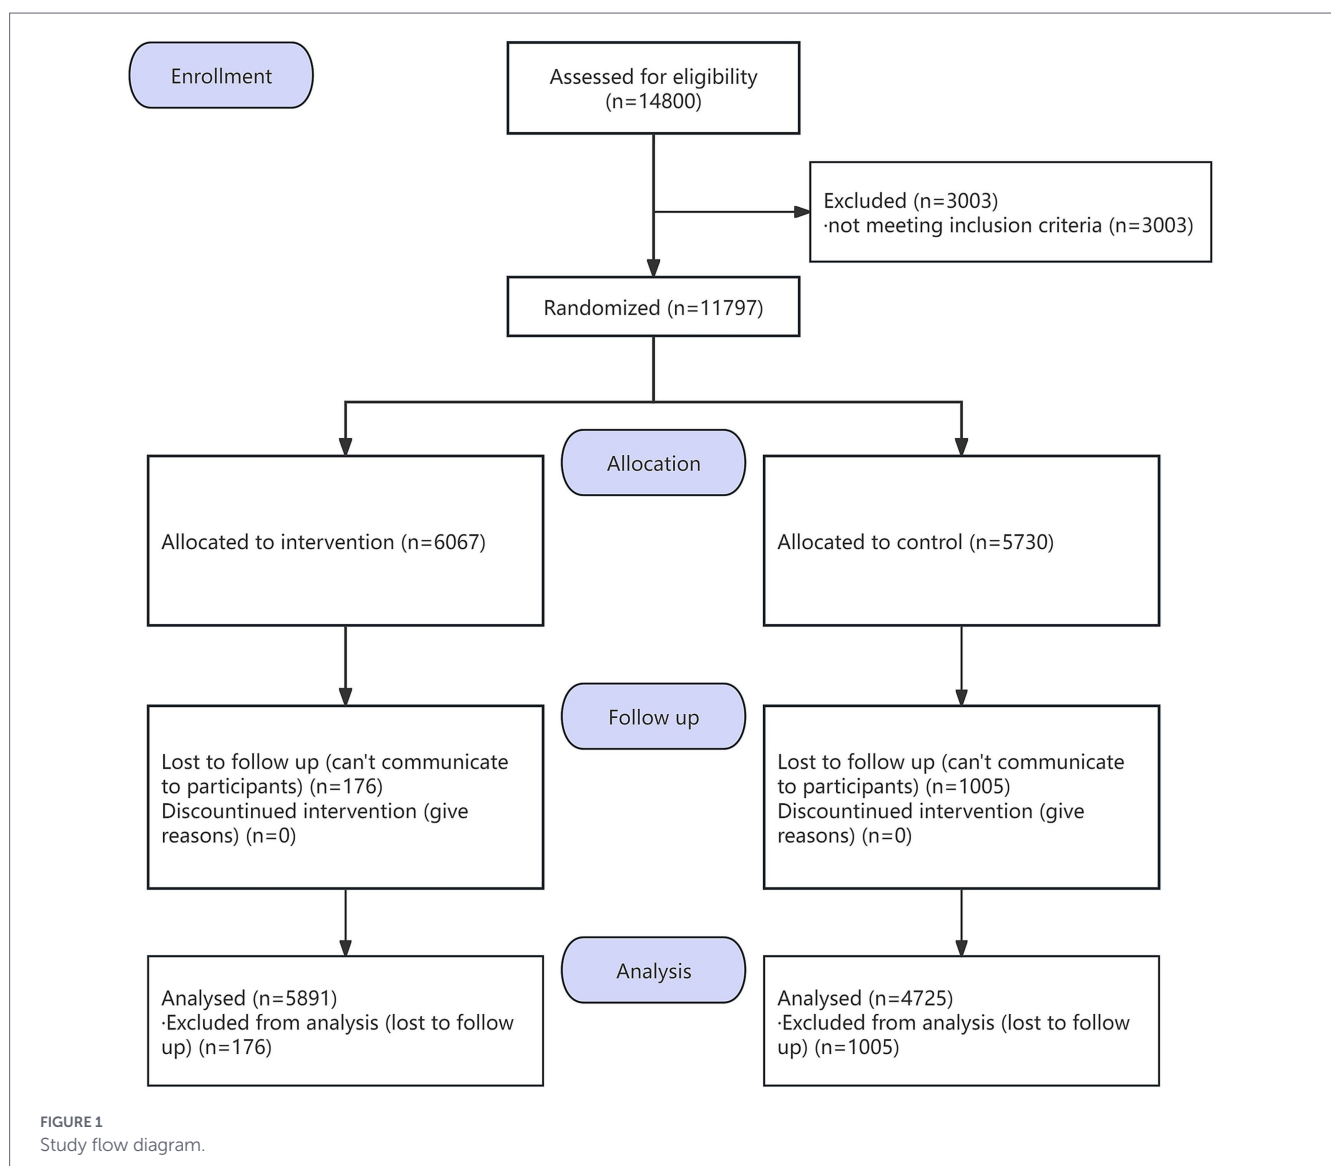 Enrollment
Assessed for eligibility
(n=14800)
Excluded (n=3003)
·not meeting inclusion criteria (n=3003)
Randomized (n=11797)
Allocation
Allocated to intervention (n=6067)
Allocated to control (n=5730)
Follow up
Lost to follow up (can't communicate
to participants) (n=176)
Discountinued intervention (give
reasons) (n=0)
Lost to follow up (can't communicate
to participants) (n=1005)
Discountinued intervention (give
reasons) (n=0)
Analysis
Analysed (n=5891)
·Excluded from analysis (lost to follow
up) (n=176)
Analysed (n=4725)
·Excluded from analysis (lost to follow
up) (n=1005)
FIGURE 1
Study flow diagram.